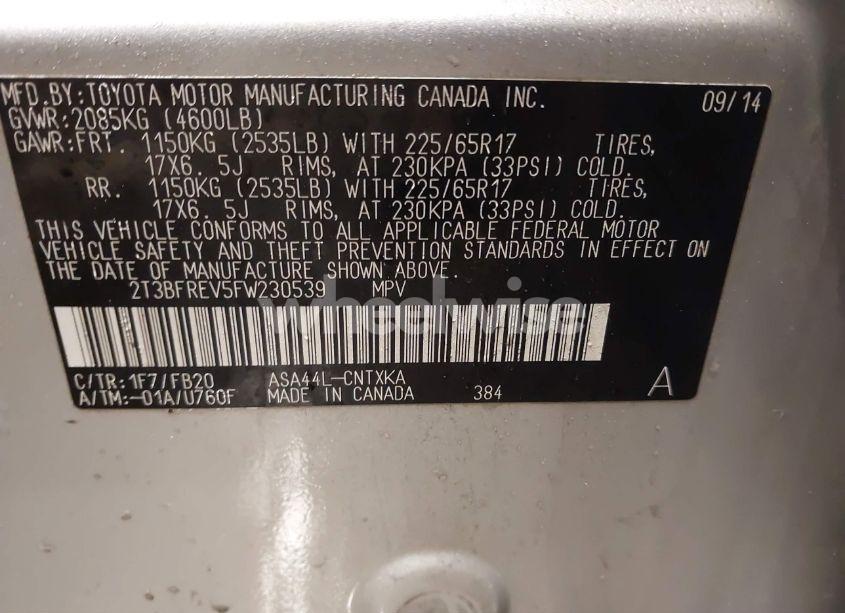 MFD.BY:TOYOTA MOTOR MANUFACTURING CANADA INC. 09/14
GVWR:2085KG (4600LB)
GAWR:FRT. 1150KG (2535LB) WITH 225/65R17 TIRES,
17X6.5J RIMS, AT 230KPA (33PSI) COLD.
RR. 1150KG (2535LB) WITH 225/65R17 TIRES,
17X6.5J RIMS, AT 230KPA (33PSI) COLD.
THIS VEHICLE CONFORMS TO ALL APPLICABLE FEDERAL MOTOR
VEHICLE SAFETY AND THEFT PREVENTION STANDARDS IN EFFECT ON
THE DATE OF MANUFACTURE SHOWN ABOVE.
2T3BFREV5FW230539 MPV
wheelwise
C/TR:1F7/FB20 ASA44L-CNTXKA
A/TM:-01A/U760F MADE IN CANADA 384 A